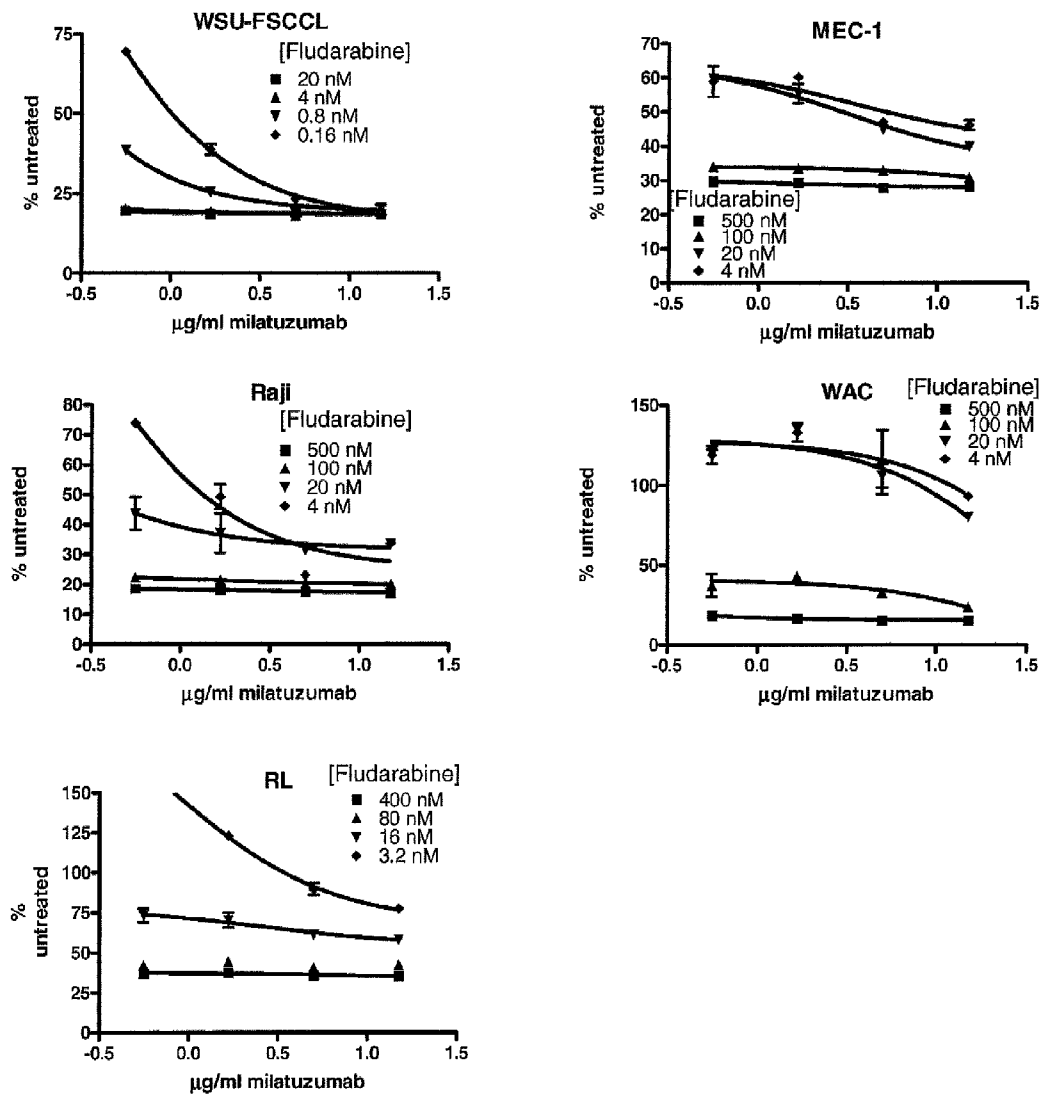 WSU-FSCCL
[Fludarabine]
20 nM
4 nM
0.8 nM
0.16 nM
75
50
25
0
% untreated
-0.5
0.0
0.5
1.0
1.5
μg/ml milatuzumab
MEC-1
70
60
50
40
30
20
10
0
% untreated
[Fludarabine]
500 nM
100 nM
20 nM
4 nM
-0.5
0.0
0.5
1.0
1.5
μg/ml milatuzumab
Raji
[Fludarabine]
500 nM
100 nM
20 nM
4 nM
80
70
60
50
40
30
20
10
0
% untreated
-0.5
0.0
0.5
1.0
1.5
μg/ml milatuzumab
WAC
[Fludarabine]
500 nM
100 nM
20 nM
4 nM
150
100
50
0
% untreated
-0.5
0.0
0.5
1.0
1.5
μg/ml milatuzumab
RL
[Fludarabine]
400 nM
80 nM
16 nM
3.2 nM
150
125
100
75
50
25
0
%
untreated
-0.5
0.0
0.5
1.0
1.5
μg/ml milatuzumab